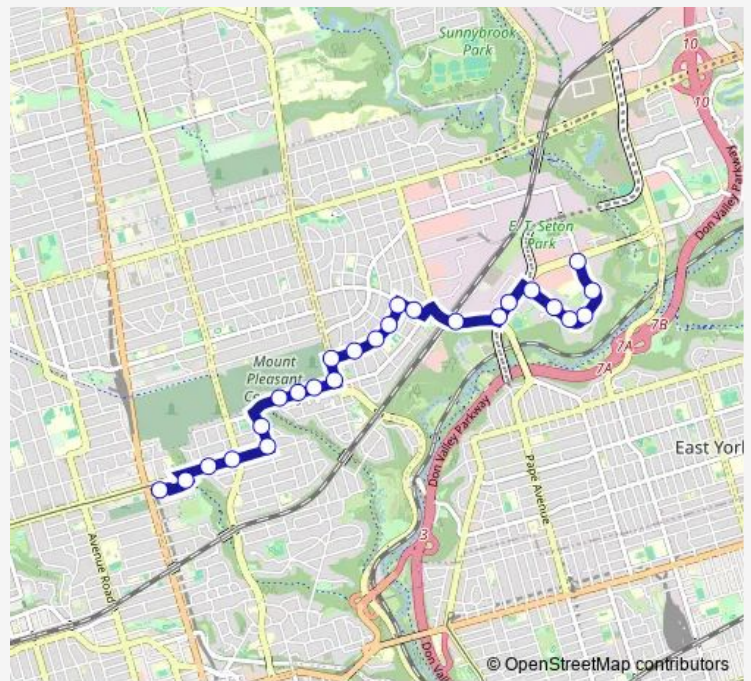 Sunnybrook
Park
10
10
Don Valley Parkway
E. T. Seton
Park
7B
7A
7A
Mount
Pleasant
Don Valley Parkway
East Yor
Pape Avenue
3
Avenue Road
© OpenStreetMap contributors